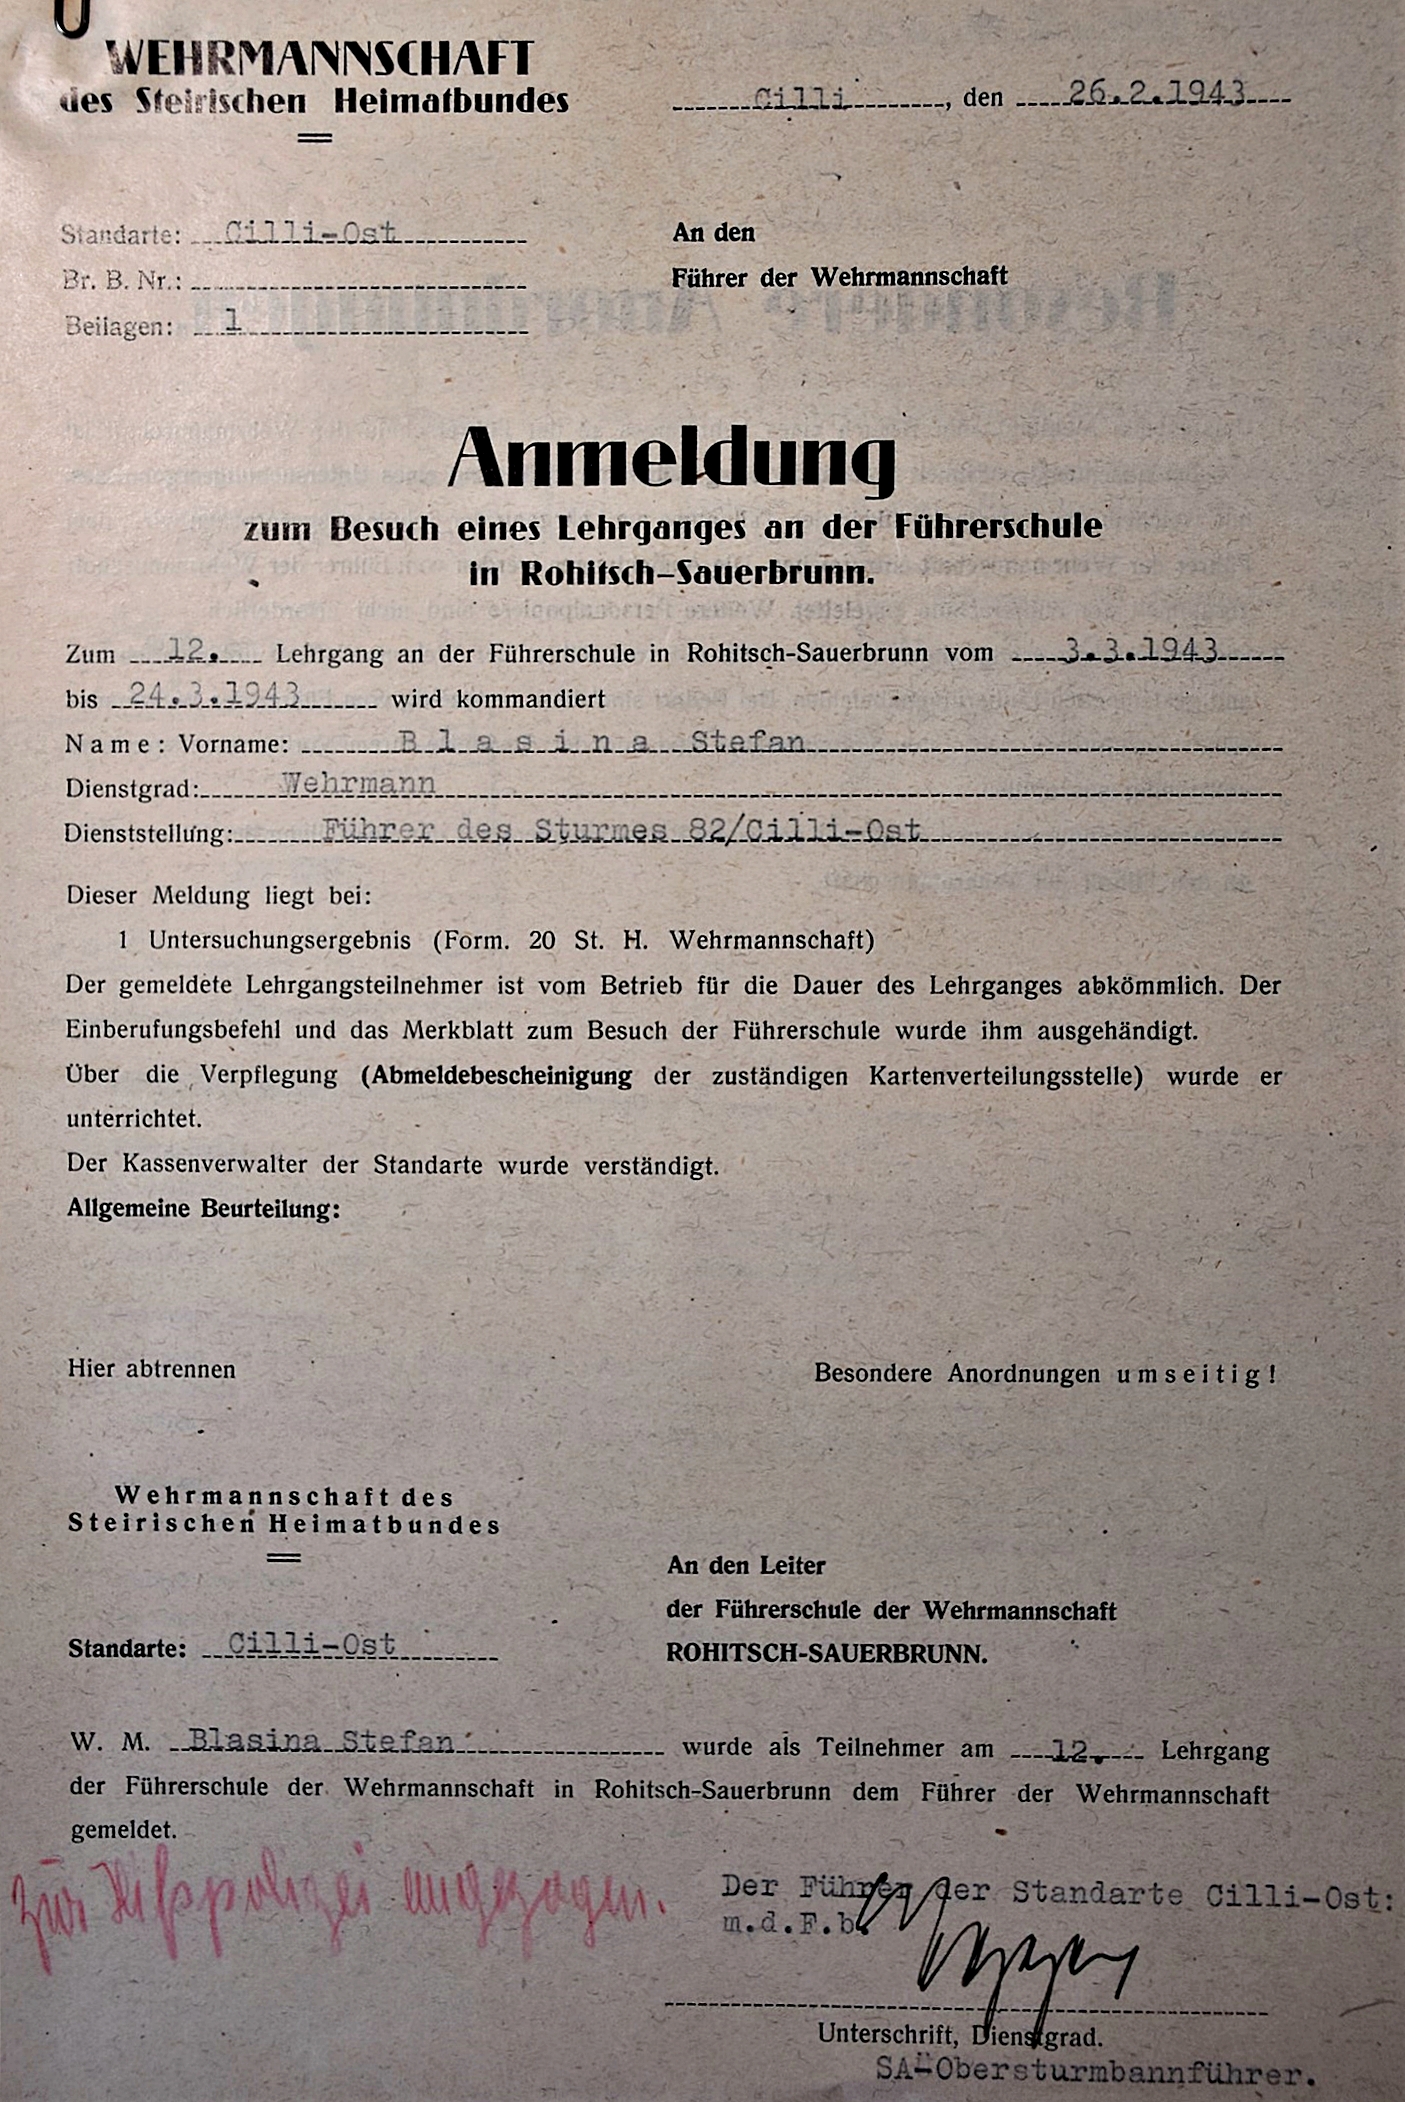 WEHRMANNSCHAFT
des Steirischen Heimatbundes
Cilli, den 26.2.1943
Standarte: Cilli-Ost
Br. B. Nr.:
Beilagen: 1
An den
Führer der Wehrmannschaft
Anmeldung
zum Besuch eines Lehrganges an der Führerschule
in Rohitsch-Sauerbrunn.
Zum 12. Lehrgang an der Führerschule in Rohitsch-Sauerbrunn vom 3.3.1943
bis 24.3.1943 wird kommandiert
Name: Vorname: Blasina Stefan
Dienstgrad: Wehrmann
Dienststellung: Führer des Sturmes 82/Cilli-Ost
Dieser Meldung liegt bei:
1 Untersuchungsergebnis (Form. 20 St. H. Wehrmannschaft)
Der gemeldete Lehrgangsteilnehmer ist vom Betrieb für die Dauer des Lehrganges abkömmlich. Der
Einberufungsbefehl und das Merkblatt zum Besuch der Führerschule wurde ihm ausgehändigt.
Über die Verpflegung (Abmeldebescheinigung der zuständigen Kartenverteilungsstelle) wurde er
unterrichtet.
Der Kassenverwalter der Standarte wurde verständigt.
Allgemeine Beurteilung:
Hier abtrennen
Besondere Anordnungen umseitig!
Wehrmannschaft des
Steirischen Heimatbundes
An den Leiter
der Führerschule der Wehrmannschaft
ROHITSCH-SAUERBRUNN.
Standarte: Cilli-Ost
W. M. Blasina Stefan wurde als Teilnehmer am 12. Lehrgang
der Führerschule der Wehrmannschaft in Rohitsch-Sauerbrunn dem Führer der Wehrmannschaft
gemeldet.
zur Hilfspolizei eingezogen.
Der Führer der Standarte Cilli-Ost:
m.d.F.b.
Unterschrift, Dienstgrad.
SA-Obersturmbannführer.